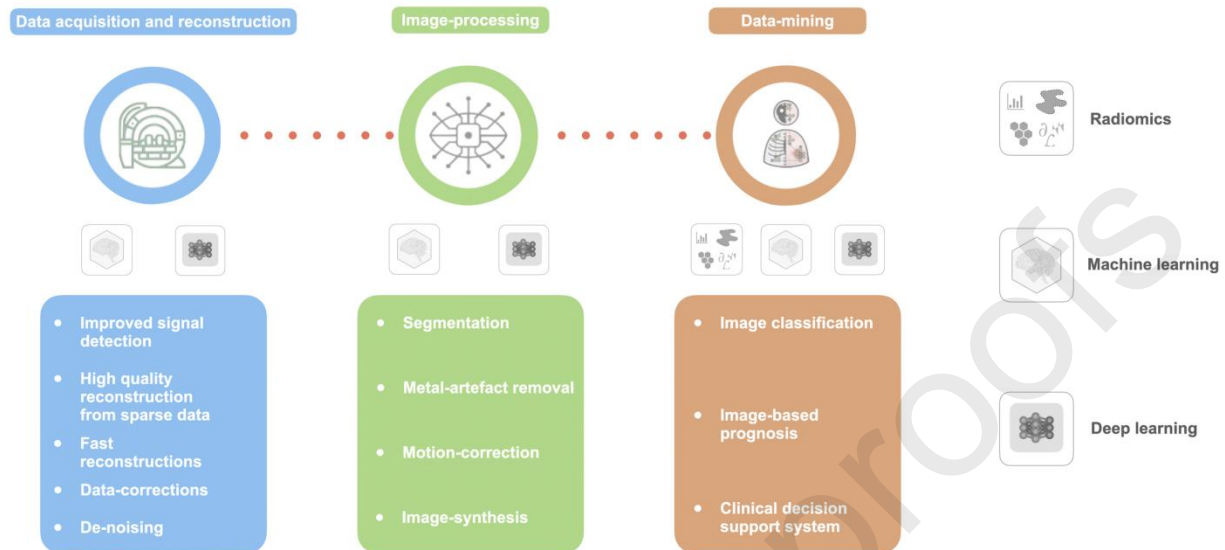 Data acquisition and reconstruction
Image-processing
Data-mining
Radiomics
Machine learning
Deep learning
• Improved signal
detection
• High quality
reconstruction
from sparse data
• Fast
reconstructions
• Data-corrections
• De-noising
• Segmentation
• Metal-artefact removal
• Motion-correction
• Image-synthesis
• Image classification
• Image-based
prognosis
• Clinical decision
support system
proofs